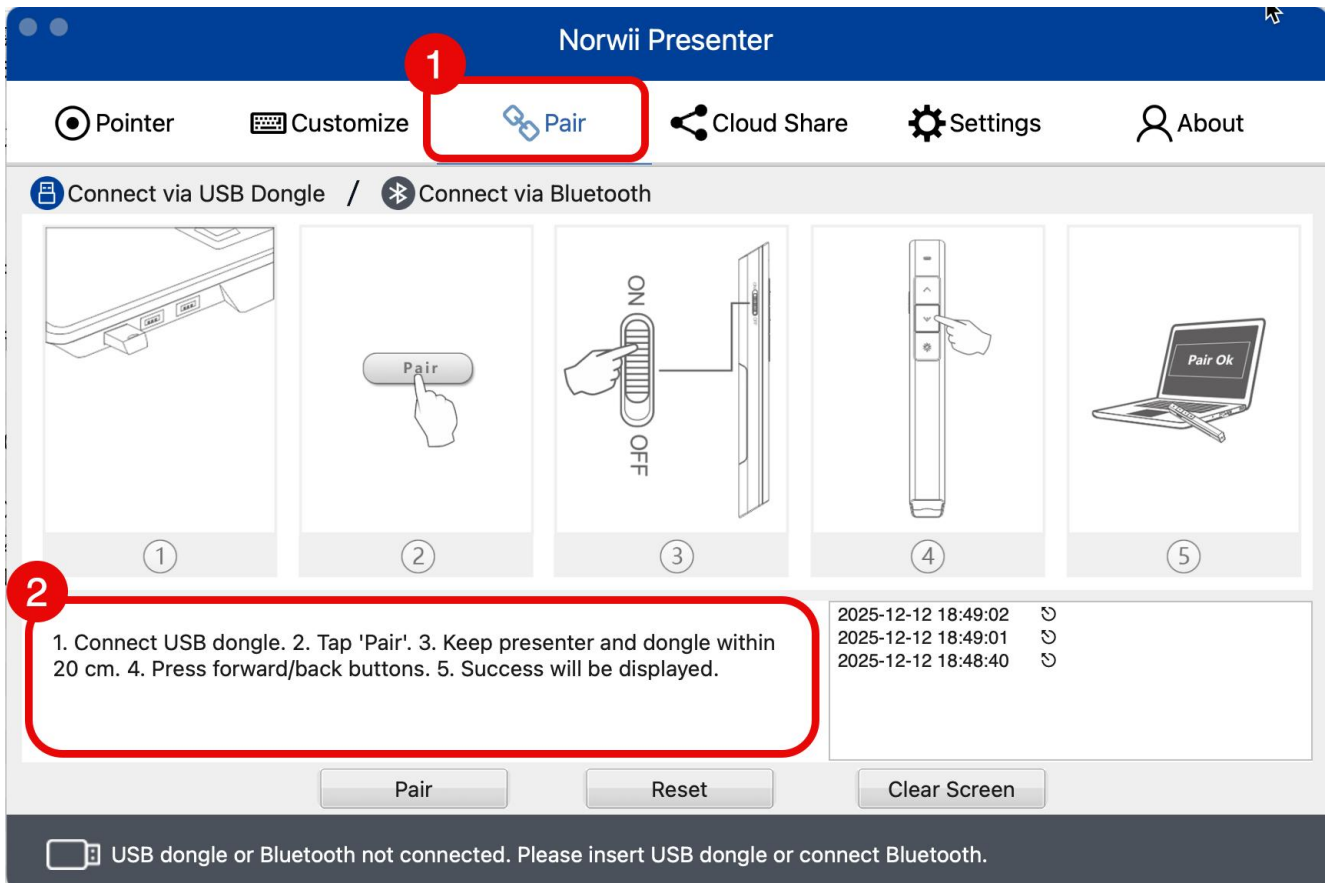 Norwii Presenter
1
Pointer
Customize
Pair
Cloud Share
Settings
About
Connect via USB Dongle / Connect via Bluetooth
Pair
ON
OFF
Pair Ok
1
2
3
4
5
2
1. Connect USB dongle. 2. Tap 'Pair'. 3. Keep presenter and dongle within
20 cm. 4. Press forward/back buttons. 5. Success will be displayed.
2025-12-12 18:49:02
2025-12-12 18:49:01
2025-12-12 18:48:40
Pair
Reset
Clear Screen
USB dongle or Bluetooth not connected. Please insert USB dongle or connect Bluetooth.